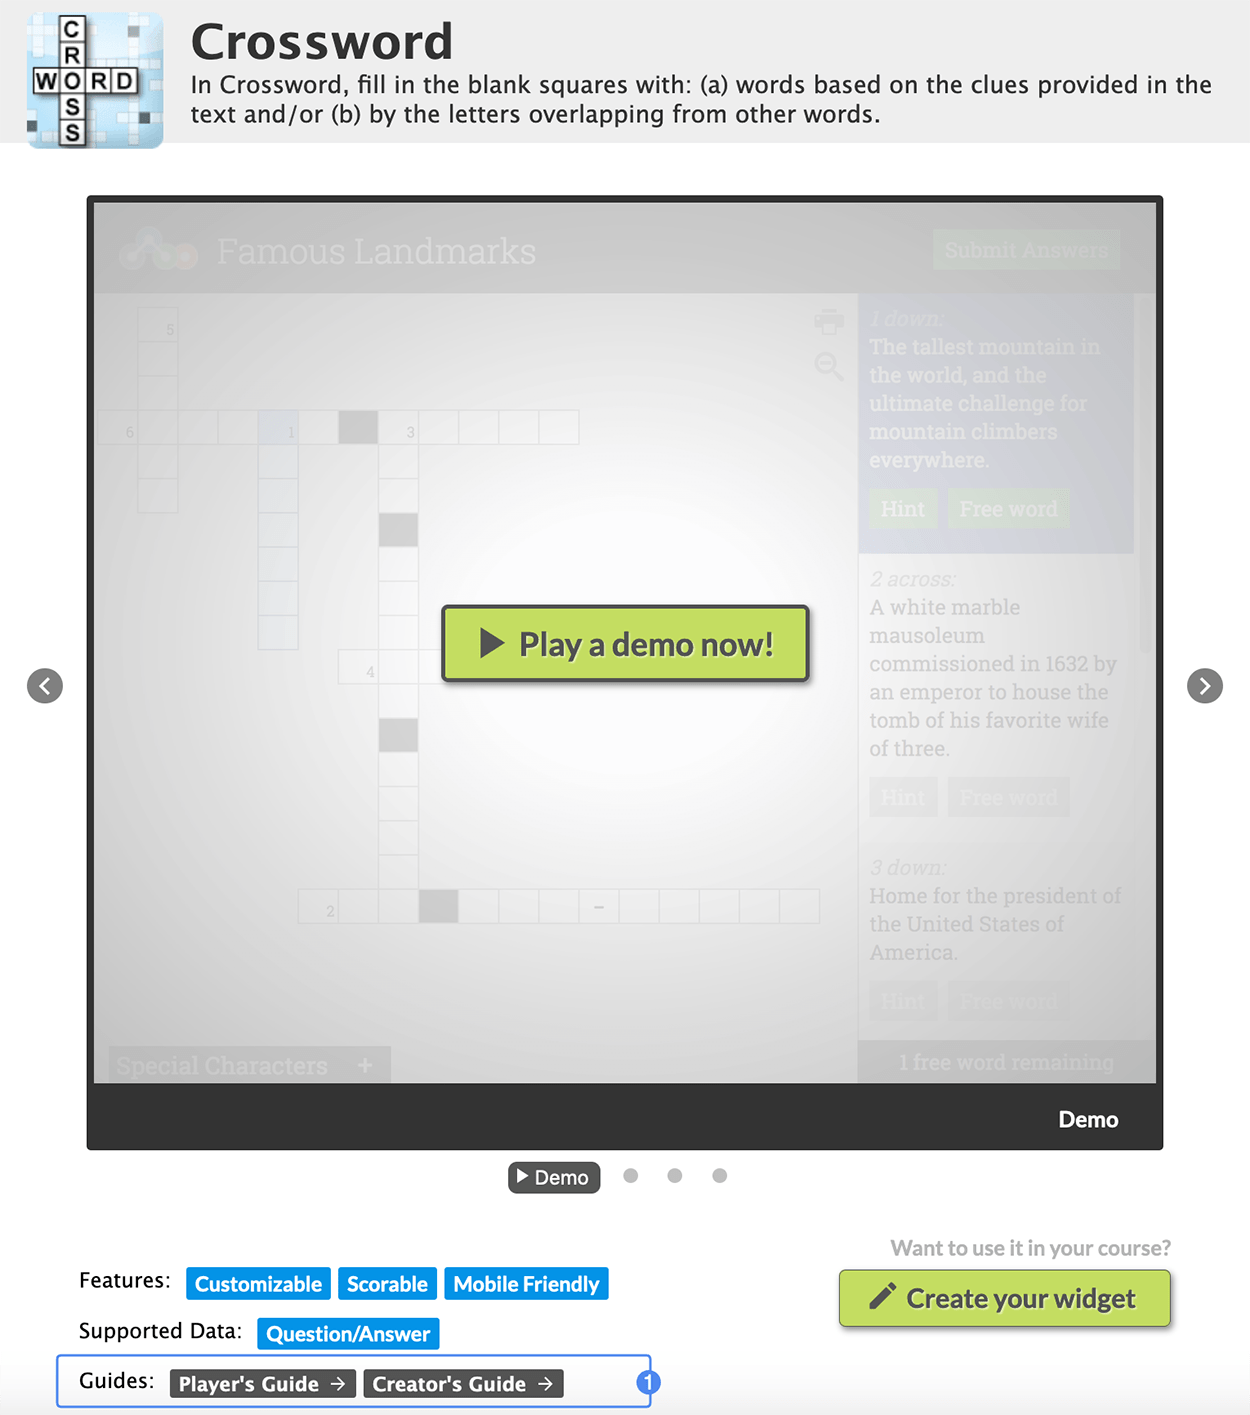 C
R
WORD
S
S
Crossword
In Crossword, fill in the blank squares with: (a) words based on the clues provided in the
text and/or (b) by the letters overlapping from other words.
Famous Landmarks
Submit Answers
5
6
1
3
4
2
–
1 down:
The tallest mountain in
the world, and the
ultimate challenge for
mountain climbers
everywhere.
Hint Free word
2 across:
A white marble
mausoleum
commissioned in 1632 by
an emperor to house the
tomb of his favorite wife
of three.
Hint Free word
3 down:
Home for the president of
the United States of
America.
Hint Free word
Play a demo now!
Special Characters +
1 free word remaining
Demo
Demo
Want to use it in your course?
Create your widget
Features: Customizable Scorable Mobile Friendly
Supported Data: Question/Answer
Guides: Player's Guide → Creator's Guide →
1